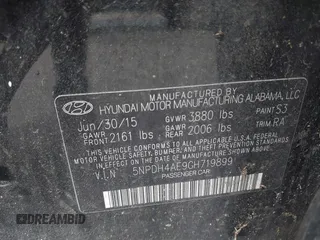 HYUNDAI MOTOR MANUFACTURING ALABAMA, LLC
Jun/30/15 GVWR 3880 lbs PAINT S3
GAWR FRONT 2161 lbs GAWR REAR 2006 lbs TRIM RA
THIS VEHICLE CONFORMS TO ALL APPLICABLE U.S.A. FEDERAL
MOTOR VEHICLE SAFETY, BUMPER, AND THEFT PREVENTION STANDARDS
IN EFFECT ON THE DATE OF MANUFACTURE SHOWN ABOVE.
V.I.N 5NPDH4AE9GH719899
PASSENGER CAR
DREAMBID